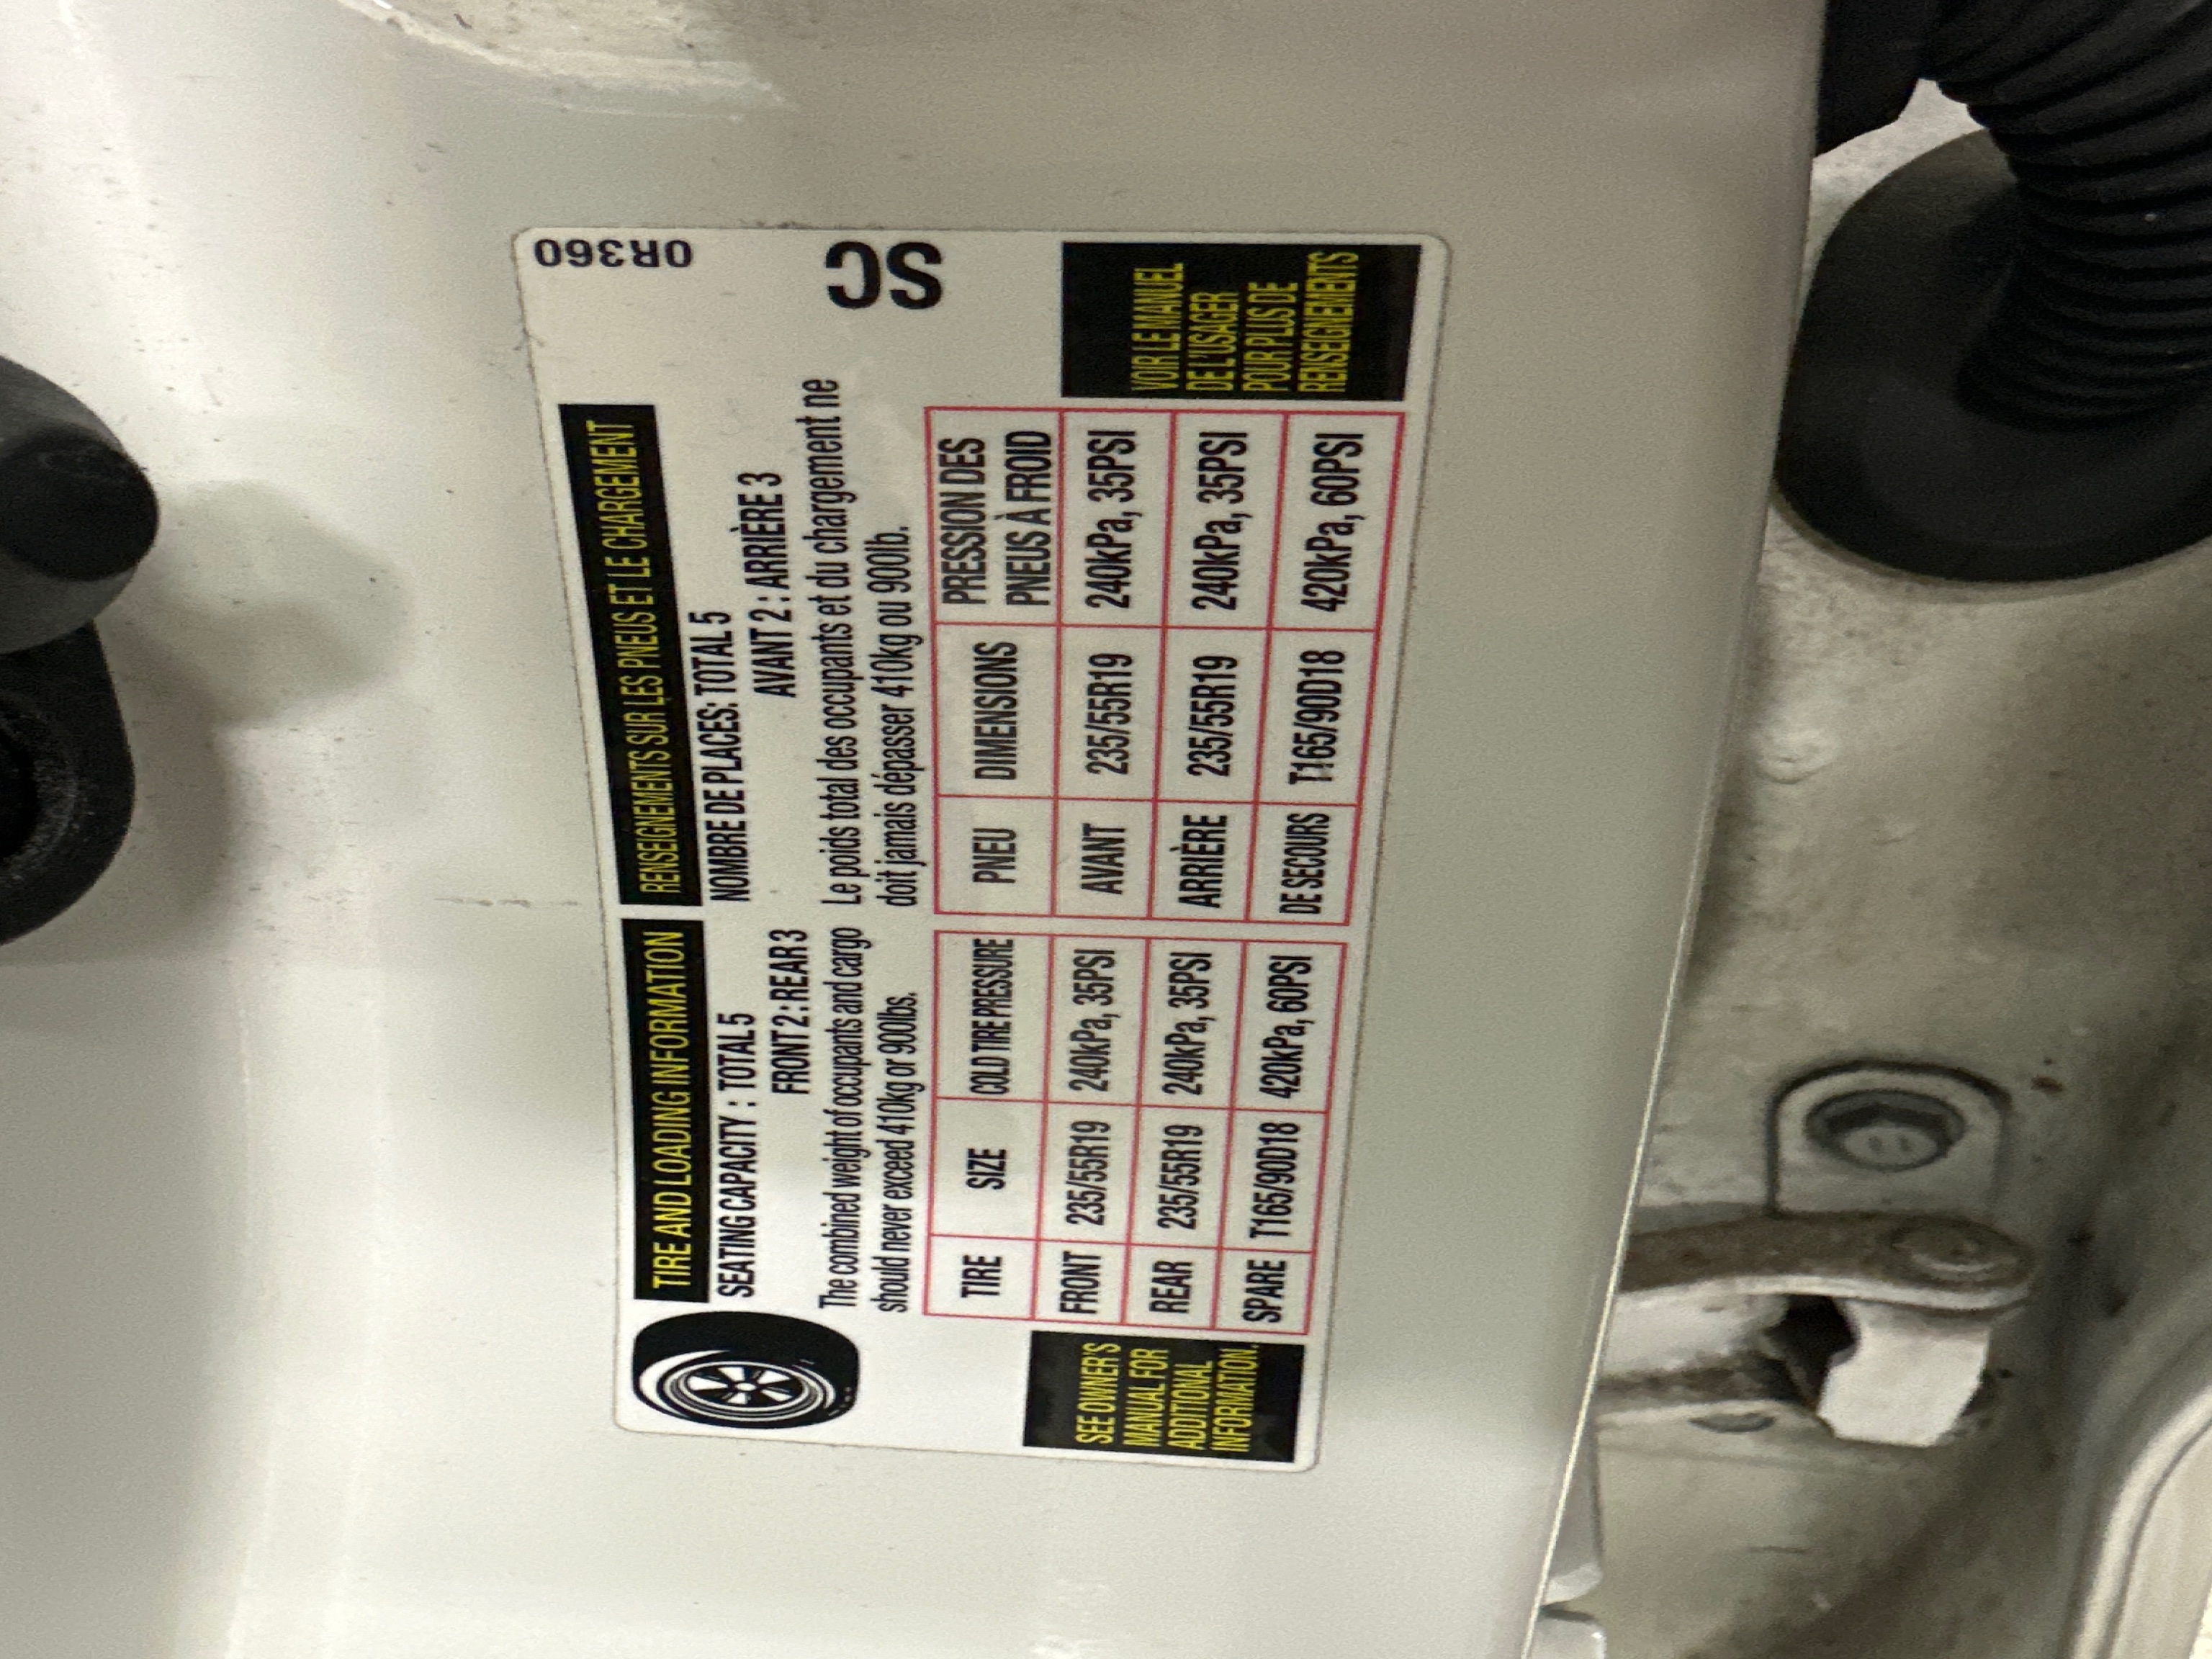 TIRE AND LOADING INFORMATION
SEATING CAPACITY : TOTAL 5
FRONT 2 : REAR 3
The combined weight of occupants and cargo
should never exceed 410kg or 900lbs.
TIRE SIZE COLD TIRE PRESSURE
FRONT 235/55R19 240kPa, 35PSI
REAR 235/55R19 240kPa, 35PSI
SPARE T165/90D18 420kPa, 60PSI
SEE OWNER'S
MANUAL FOR
ADDITIONAL
INFORMATION.
RENSEIGNEMENTS SUR LES PNEUS ET LE CHARGEMENT
NOMBRE DE PLACES: TOTAL 5
AVANT 2 : ARRIÈRE 3
Le poids total des occupants et du chargement ne
doit jamais dépasser 410kg ou 900lb.
PNEU DIMENSIONS PRESSION DES
PNEUS À FROID
AVANT 235/55R19 240kPa, 35PSI
ARRIÈRE 235/55R19 240kPa, 35PSI
DE SECOURS T165/90D18 420kPa, 60PSI
VOIR LE MANUEL
DE L'USAGER
POUR PLUS DE
RENSEIGNEMENTS
0R360
SC